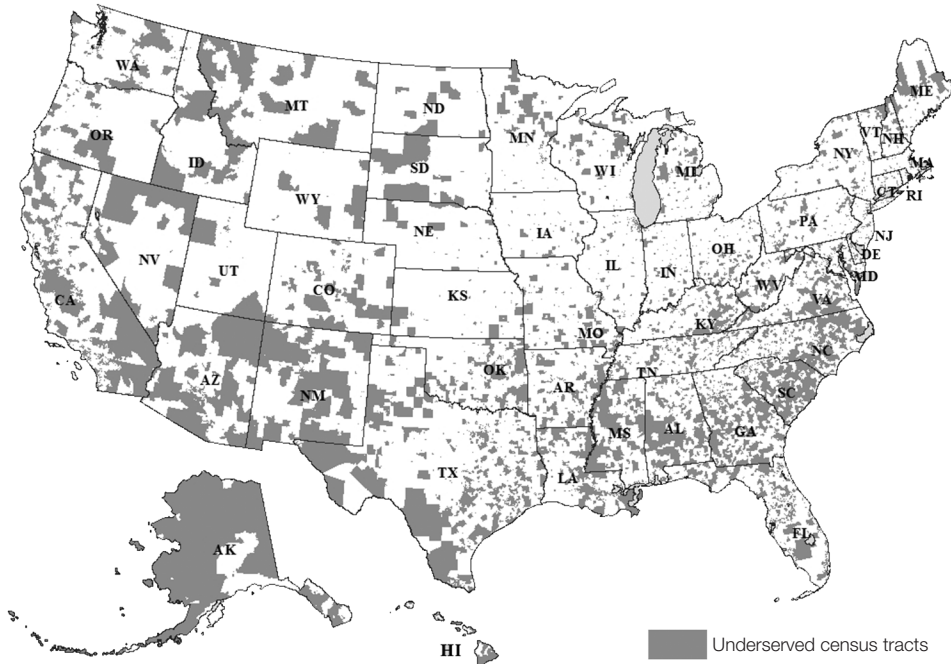 WA
MT
ND
MN
ME
OR
ID
SD
WI
MI
VT
NH
NY
MA
WY
CT
RI
NE
IA
PA
NV
UT
CO
IL
IN
OH
NJ
DE
MD
WV
VA
CA
KS
MO
KY
NC
AZ
NM
OK
AR
TN
SC
MS
AL
GA
TX
LA
FL
AK
HI
Underserved census tracts